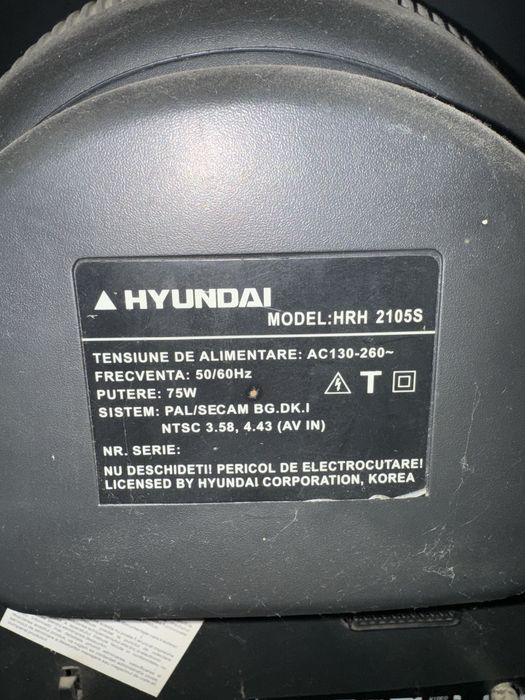 HYUNDAI
MODEL:HRH 2105S
TENSIUNE DE ALIMENTARE: AC130-260~
FRECVENTA: 50/60Hz
PUTERE: 75W
T
SISTEM: PAL/SECAM BG.DK.I
NTSC 3.58, 4.43 (AV IN)
NR. SERIE:
NU DESCHIDETI! PERICOL DE ELECTROCUTARE!
LICENSED BY HYUNDAI CORPORATION, KOREA